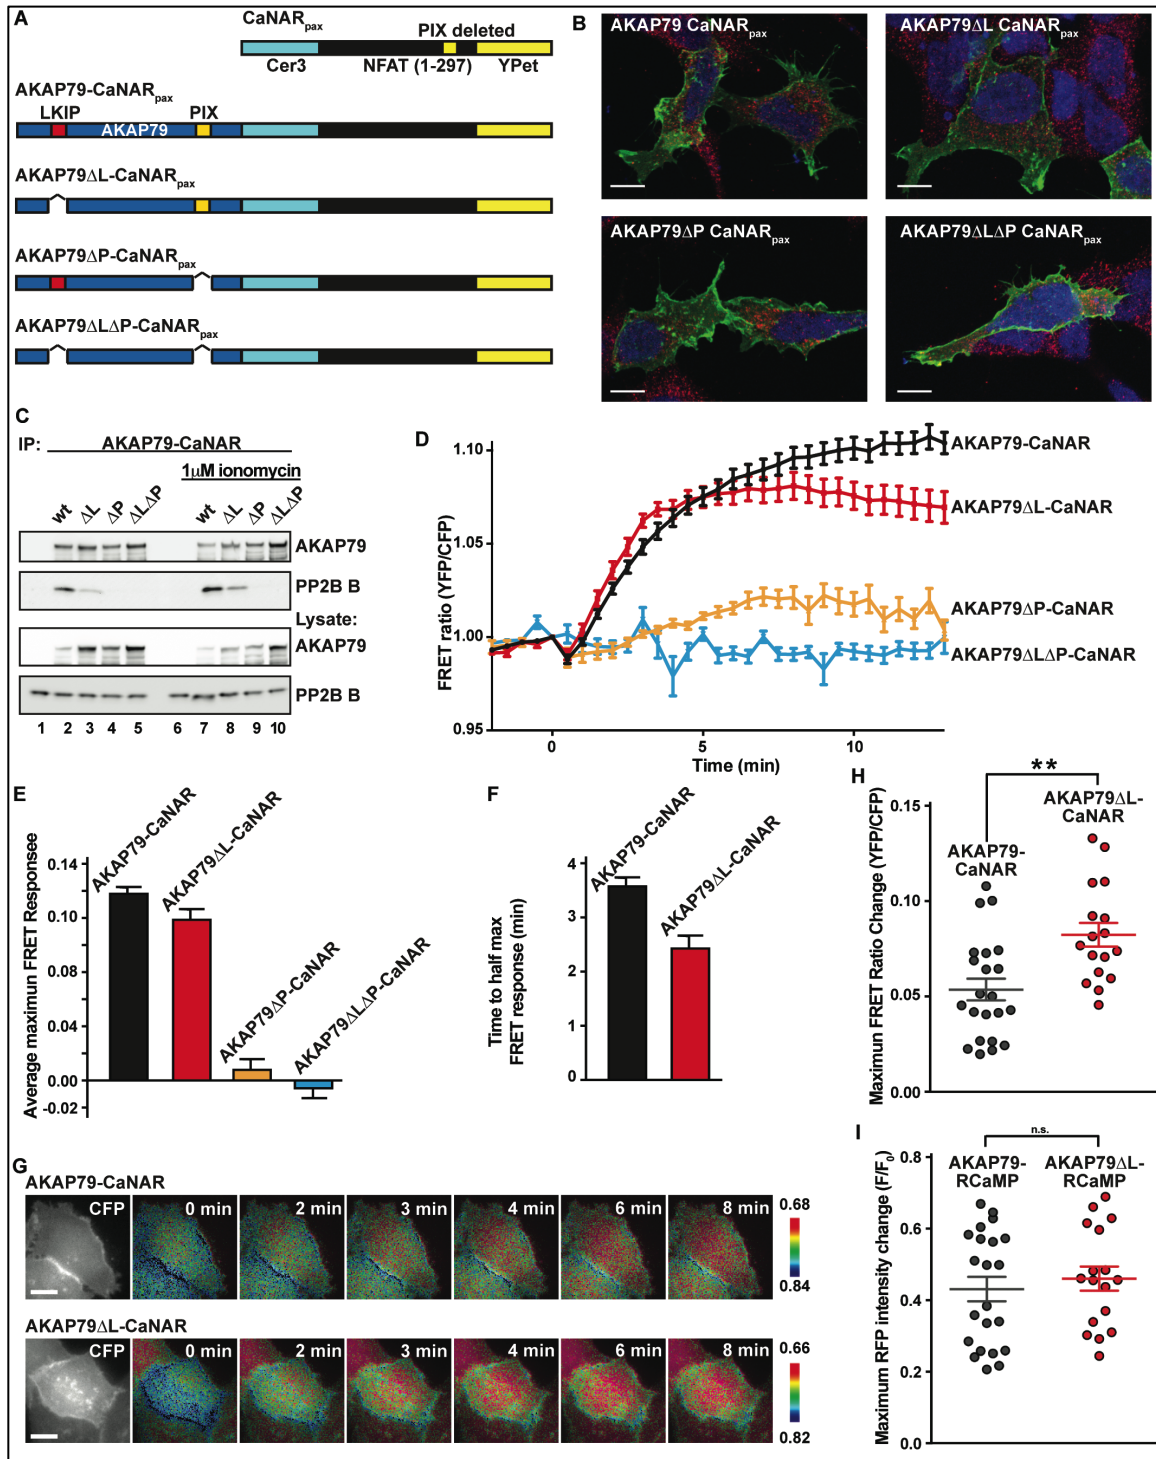 A
CaNARpax
PIX deleted
Cer3
NFAT (1-297)
YPet
AKAP79-CaNARpax
LKIP
PIX
AKAP79
AKAP79ΔL-CaNARpax
AKAP79ΔP-CaNARpax
AKAP79ΔLΔP-CaNARpax
B
AKAP79 CaNARpax
AKAP79ΔL CaNARpax
AKAP79ΔP CaNARpax
AKAP79ΔLΔP CaNARpax
C
IP:
AKAP79-CaNAR
1μM ionomycin
wt ΔL ΔP ΔLΔP wt ΔL ΔP ΔLΔP
AKAP79
PP2B B
Lysate:
AKAP79
PP2B B
1 2 3 4 5 6 7 8 9 10
D
FRET ratio (YFP/CFP)
1.10
1.05
1.00
0.95
0 5 10
Time (min)
AKAP79-CaNAR
AKAP79ΔL-CaNAR
AKAP79ΔP-CaNAR
AKAP79ΔLΔP-CaNAR
E
Average maximun FRET Responsee
0.14
0.10
0.08
0.04
0.00
-0.02
AKAP79-CaNAR
AKAP79ΔL-CaNAR
AKAP79ΔP-CaNAR
AKAP79ΔLΔP-CaNAR
F
Time to half max
FRET response (min)
4
3
2
1
0
AKAP79-CaNAR
AKAP79ΔL-CaNAR
H
Maximun FRET Ratio Change (YFP/CFP)
0.15
0.10
0.05
0.00
**
AKAP79-
CaNAR
AKAP79ΔL-
CaNAR
G
AKAP79-CaNAR
CFP
0 min
2 min
3 min
4 min
6 min
8 min
0.68
0.84
AKAP79ΔL-CaNAR
CFP
0 min
2 min
3 min
4 min
6 min
8 min
0.66
0.82
I
Maximum RFP intensity change (F/F0)
0.8
0.6
0.4
0.2
0.0
n.s.
AKAP79-
RCaMP
AKAP79ΔL-
RCaMP